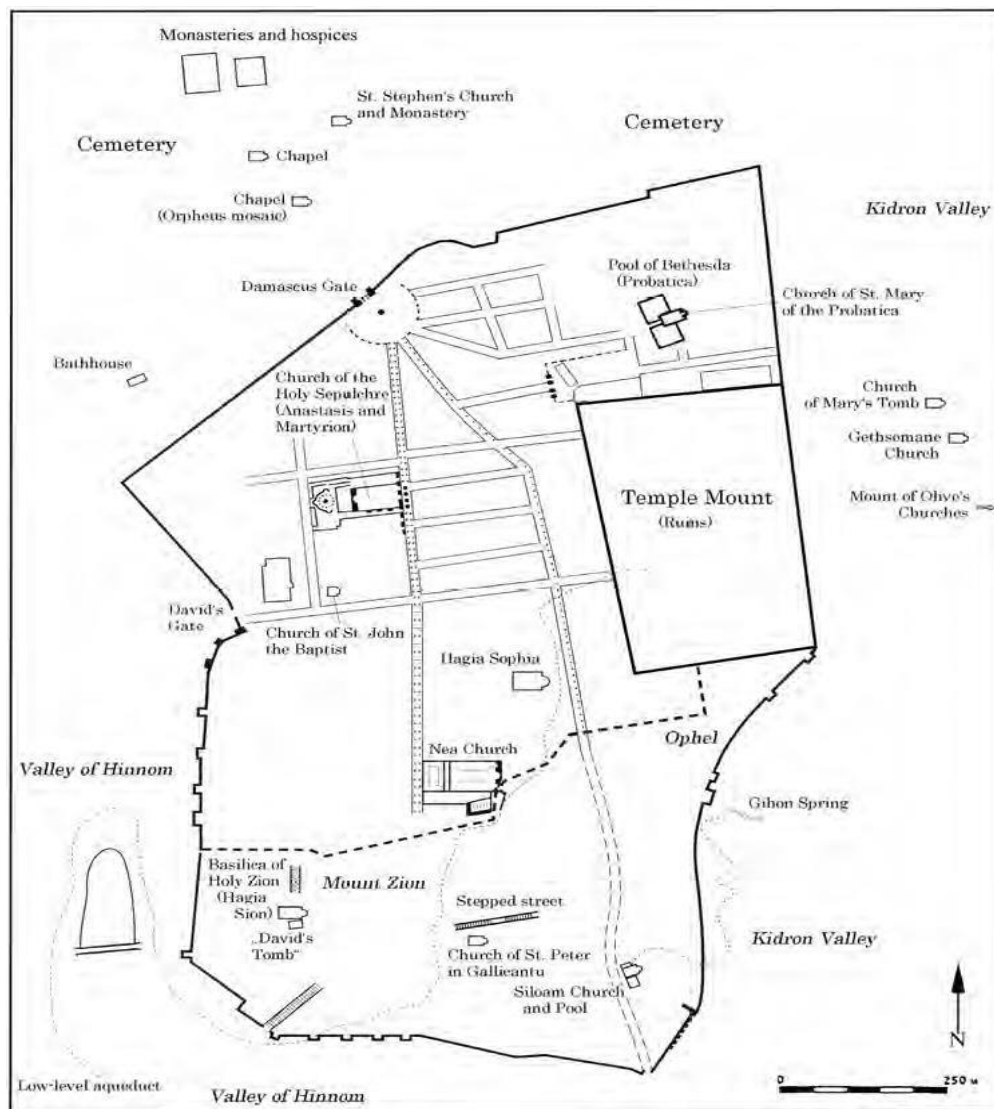 Monasteries and hospices
St. Stephen's Church
and Monastery
Cemetery
Cemetery
Chapel
Chapel
(Orpheus mosaic)
Kidron Valley
Damascus Gate
Pool of Bethesda
(Probatica)
Church of St. Mary
of the Probatica
Bathhouse
Church of the
Holy Sepulchre
(Anastasis and
Martyrion)
Church
of Mary's Tomb
Gethsemane
Church
Temple Mount
(Ruins)
Mount of Olive's
Churches
David's
Gate
Church of St. John
the Baptist
Hagia Sophia
Ophel
Nea Church
Valley of Hinnom
Gihon Spring
Basilica of
Holy Zion
(Hagia
Sion)
Mount Zion
Stepped street
„David's
Tomb“
Church of St. Peter
in Gallicantu
Kidron Valley
Siloam Church
and Pool
N
Low-level aqueduct
Valley of Hinnom
0 250 M